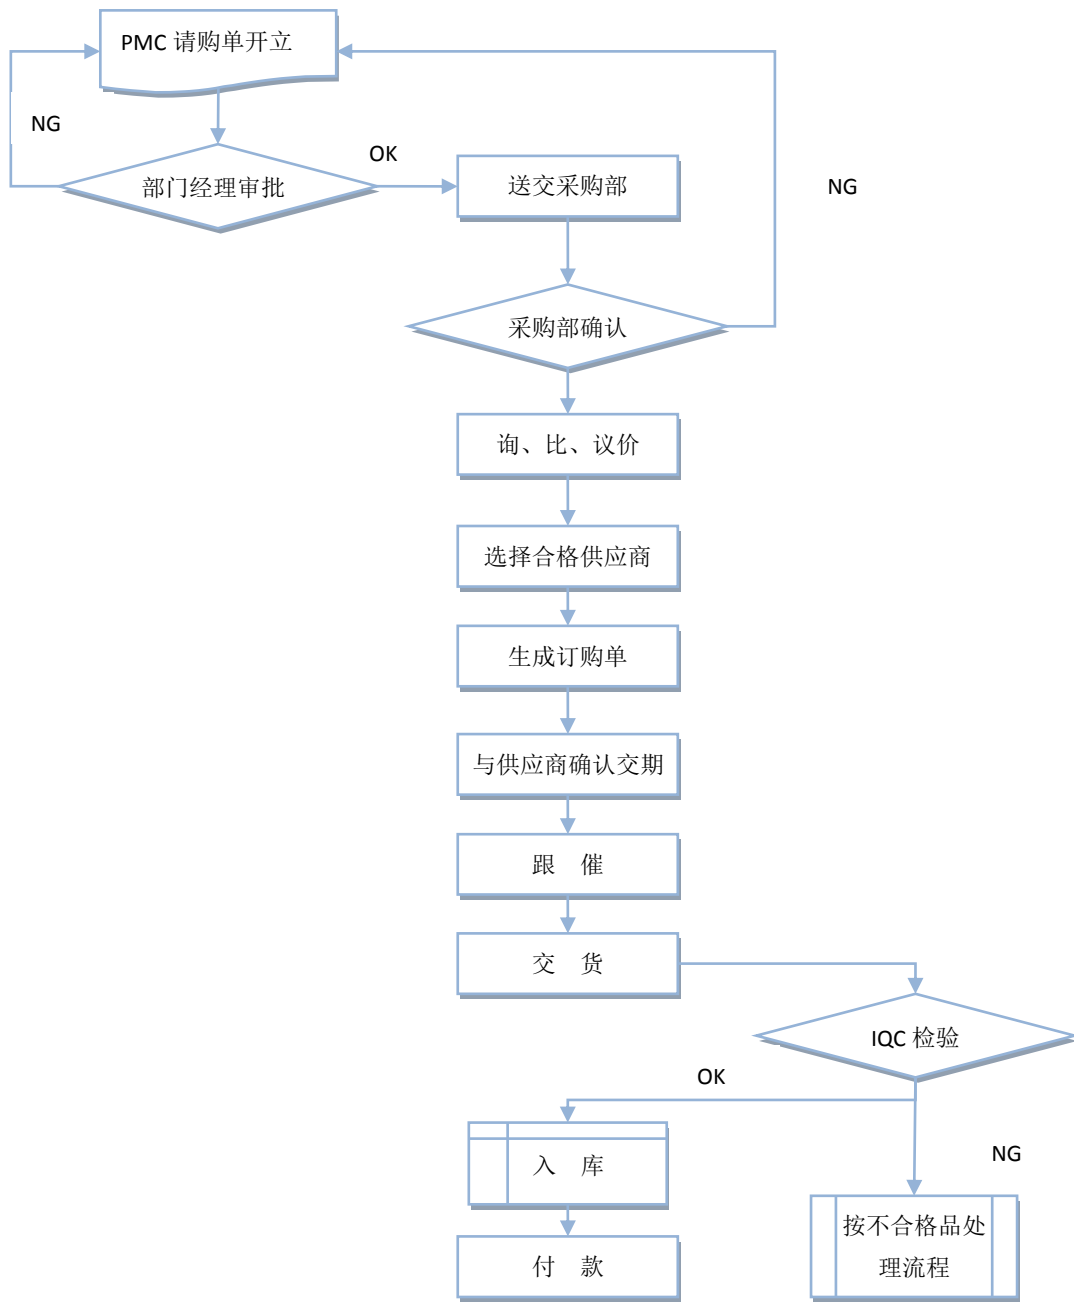 PMC 请购单开立
NG
OK
部门经理审批
送交采购部
NG
采购部确认
询、比、议价
选择合格供应商
生成订购单
与供应商确认交期
跟 催
交 货
IQC 检验
OK
入 库
NG
按不合格品处
理流程
付 款